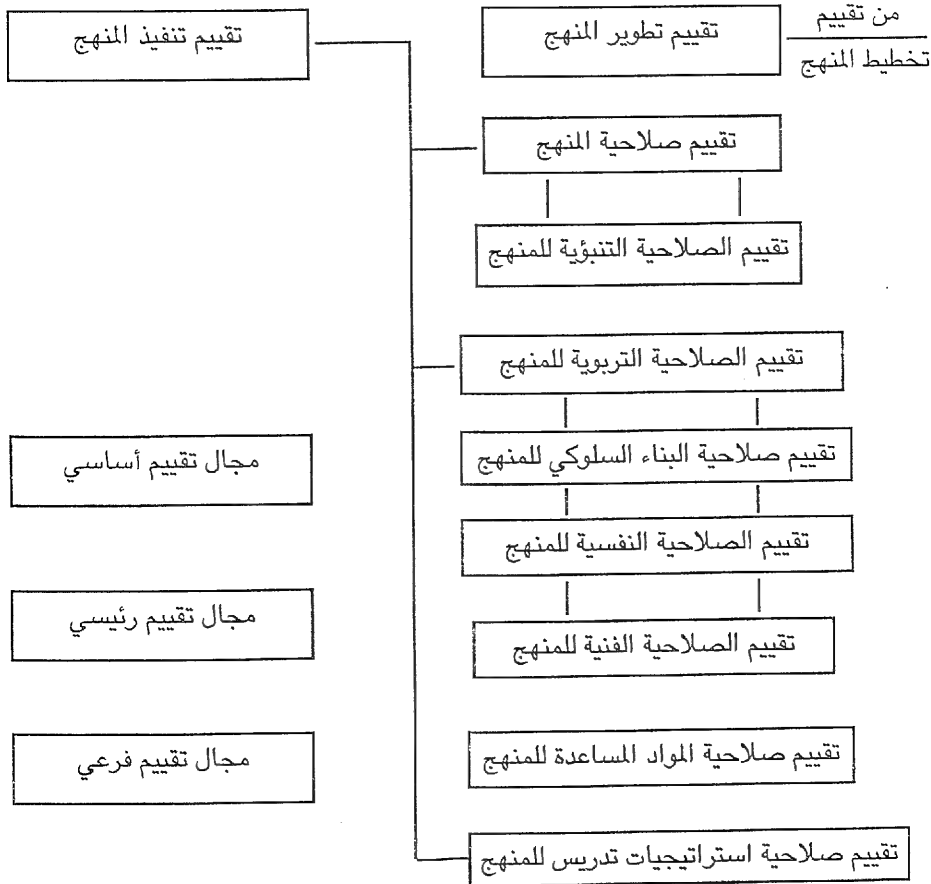 من تقييم
تخطيط المنهج
تقييم تطوير المنهج
تقييم تنفيذ المنهج
تقييم صلاحية المنهج
تقييم الصلاحية التنبؤية للمنهج
تقييم الصلاحية التربوية للمنهج
تقييم صلاحية البناء السلوكي للمنهج
تقييم الصلاحية النفسية للمنهج
تقييم الصلاحية الفنية للمنهج
تقييم صلاحية المواد المساعدة للمنهج
تقييم صلاحية استراتيجيات تدريس للمنهج
مجال تقييم أساسي
مجال تقييم رئيسي
مجال تقييم فرعي